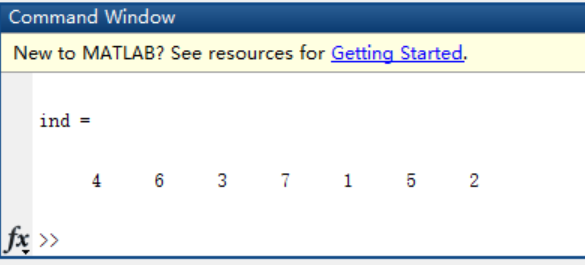 Command Window
New to MATLAB? See resources for Getting Started.
ind =
4 6 3 7 1 5 2
fx >>